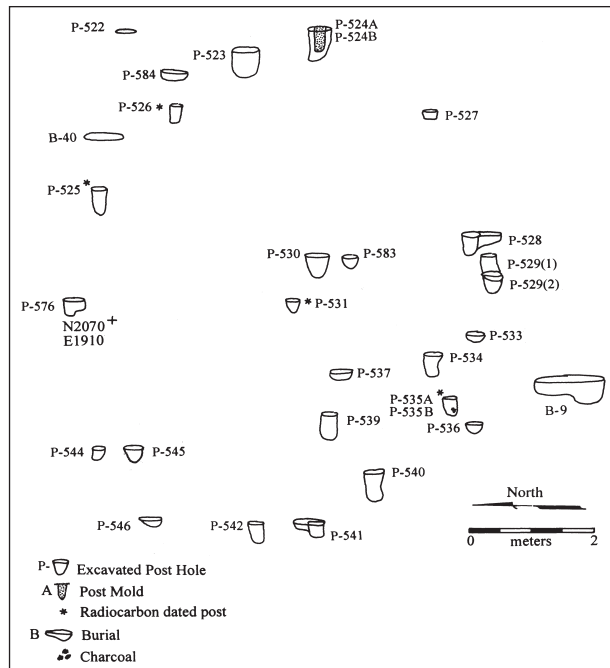 P-522
P-524A
P-524B
P-523
P-584
P-526 *
P-527
B-40
*
P-525
P-528
P-530
P-583
P-529(1)
P-529(2)
P-576
* P-531
N2070 +
E1910
P-533
P-534
P-537
*
P-535A
P-535B
B-9
P-539
P-536
P-544
P-545
P-540
North
P-546
P-542
P-541
0
2
meters
P- Excavated Post Hole
A Post Mold
* Radiocarbon dated post
B Burial
Charcoal